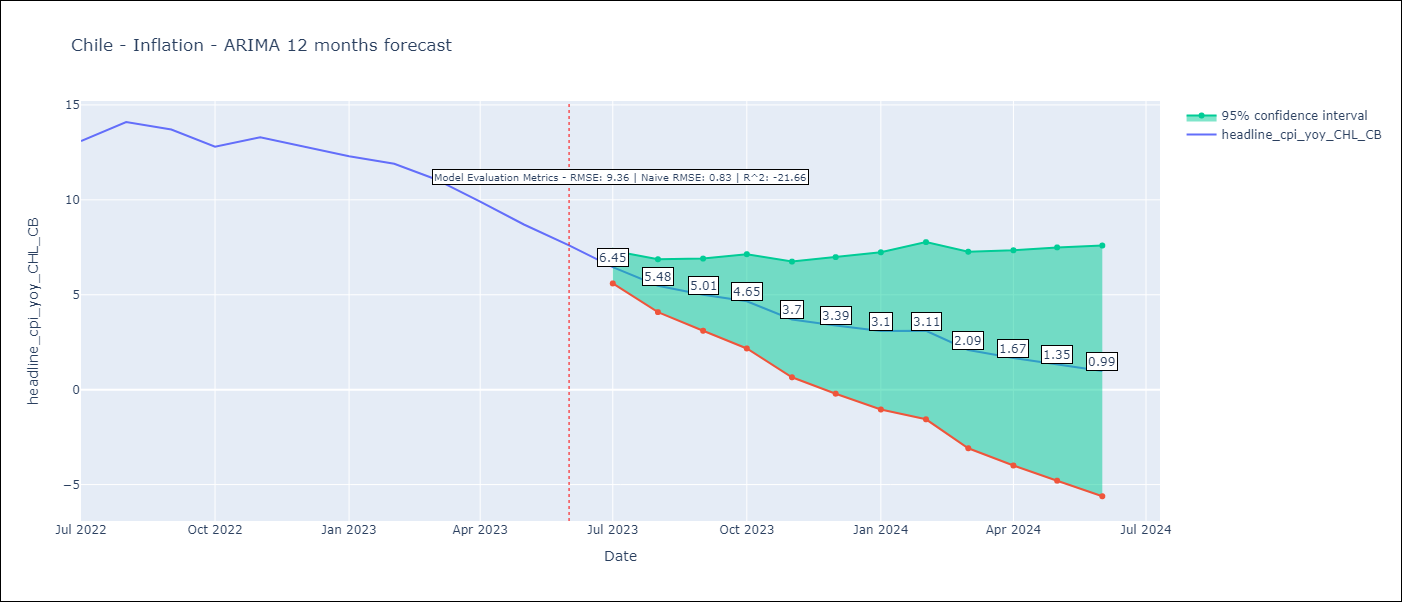 Chile - Inflation - ARIMA 12 months forecast
95% confidence interval
headline_cpi_yoy_CHL_CB
Model Evaluation Metrics - RMSE: 9.36 | Naive RMSE: 0.83 | R^2: -21.66
headline_cpi_yoy_CHL_CB
15
10
5
0
−5
6.45
5.48
5.01
4.65
3.7
3.39
3.1
3.11
2.09
1.67
1.35
0.99
Jul 2022
Oct 2022
Jan 2023
Apr 2023
Jul 2023
Oct 2023
Jan 2024
Apr 2024
Jul 2024
Date